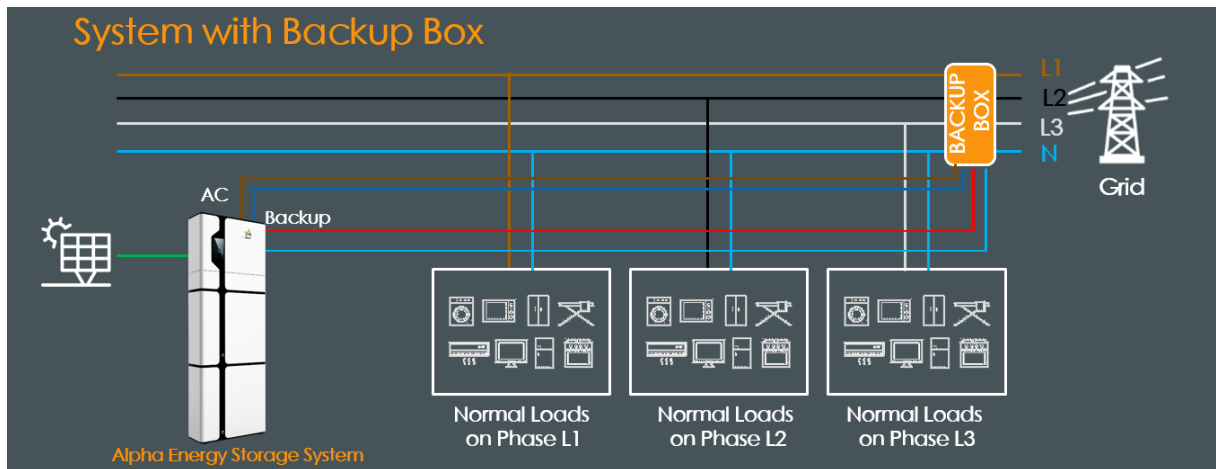 System with Backup Box
L1
L2
L3
N
BACKUP
BOX
Grid
AC
Backup
Normal Loads
on Phase L1
Normal Loads
on Phase L2
Normal Loads
on Phase L3
Alpha Energy Storage System